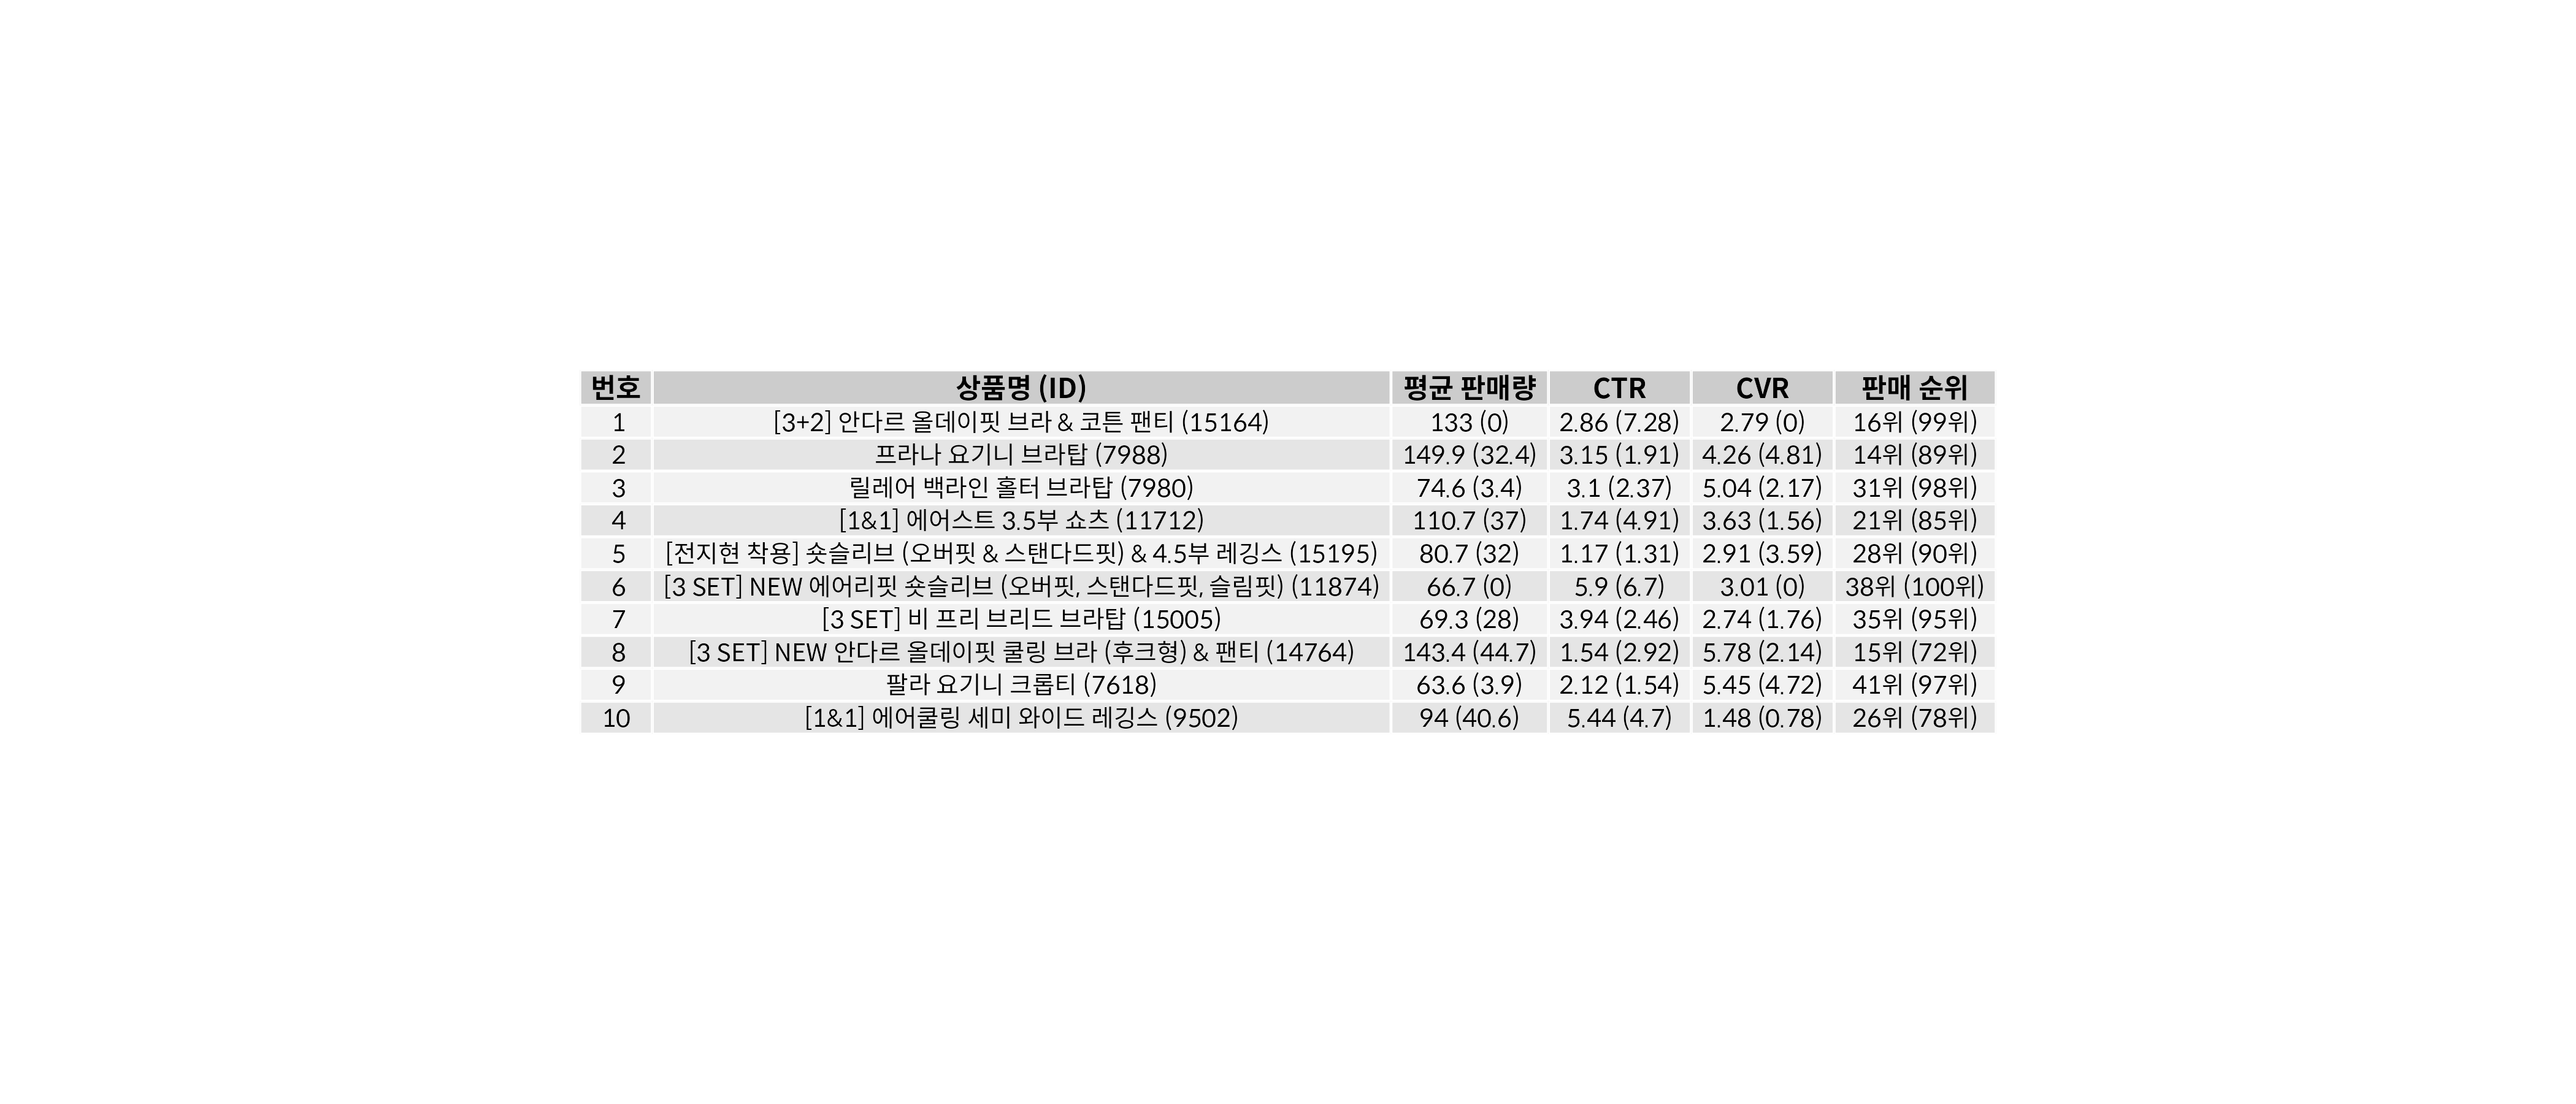 번호 상품명 (ID) 평균 판매량 CTR CVR 판매 순위
1 [3+2] 안다르 올데이핏 브라 & 코튼 팬티 (15164) 133 (0) 2.86 (7.28) 2.79 (0) 16위 (99위)
2 프라나 요기니 브라탑 (7988) 149.9 (32.4) 3.15 (1.91) 4.26 (4.81) 14위 (89위)
3 릴레어 백라인 홀터 브라탑 (7980) 74.6 (3.4) 3.1 (2.37) 5.04 (2.17) 31위 (98위)
4 [1&1] 에어스트 3.5부 쇼츠 (11712) 110.7 (37) 1.74 (4.91) 3.63 (1.56) 21위 (85위)
5 [전지현 착용] 숏슬리브 (오버핏 & 스탠다드핏) & 4.5부 레깅스 (15195) 80.7 (32) 1.17 (1.31) 2.91 (3.59) 28위 (90위)
6 [3 SET] NEW 에어리핏 숏슬리브 (오버핏, 스탠다드핏, 슬림핏) (11874) 66.7 (0) 5.9 (6.7) 3.01 (0) 38위 (100위)
7 [3 SET] 비 프리 브리드 브라탑 (15005) 69.3 (28) 3.94 (2.46) 2.74 (1.76) 35위 (95위)
8 [3 SET] NEW 안다르 올데이핏 쿨링 브라 (후크형) & 팬티 (14764) 143.4 (44.7) 1.54 (2.92) 5.78 (2.14) 15위 (72위)
9 팔라 요기니 크롭티 (7618) 63.6 (3.9) 2.12 (1.54) 5.45 (4.72) 41위 (97위)
10 [1&1] 에어쿨링 세미 와이드 레깅스 (9502) 94 (40.6) 5.44 (4.7) 1.48 (0.78) 26위 (78위)